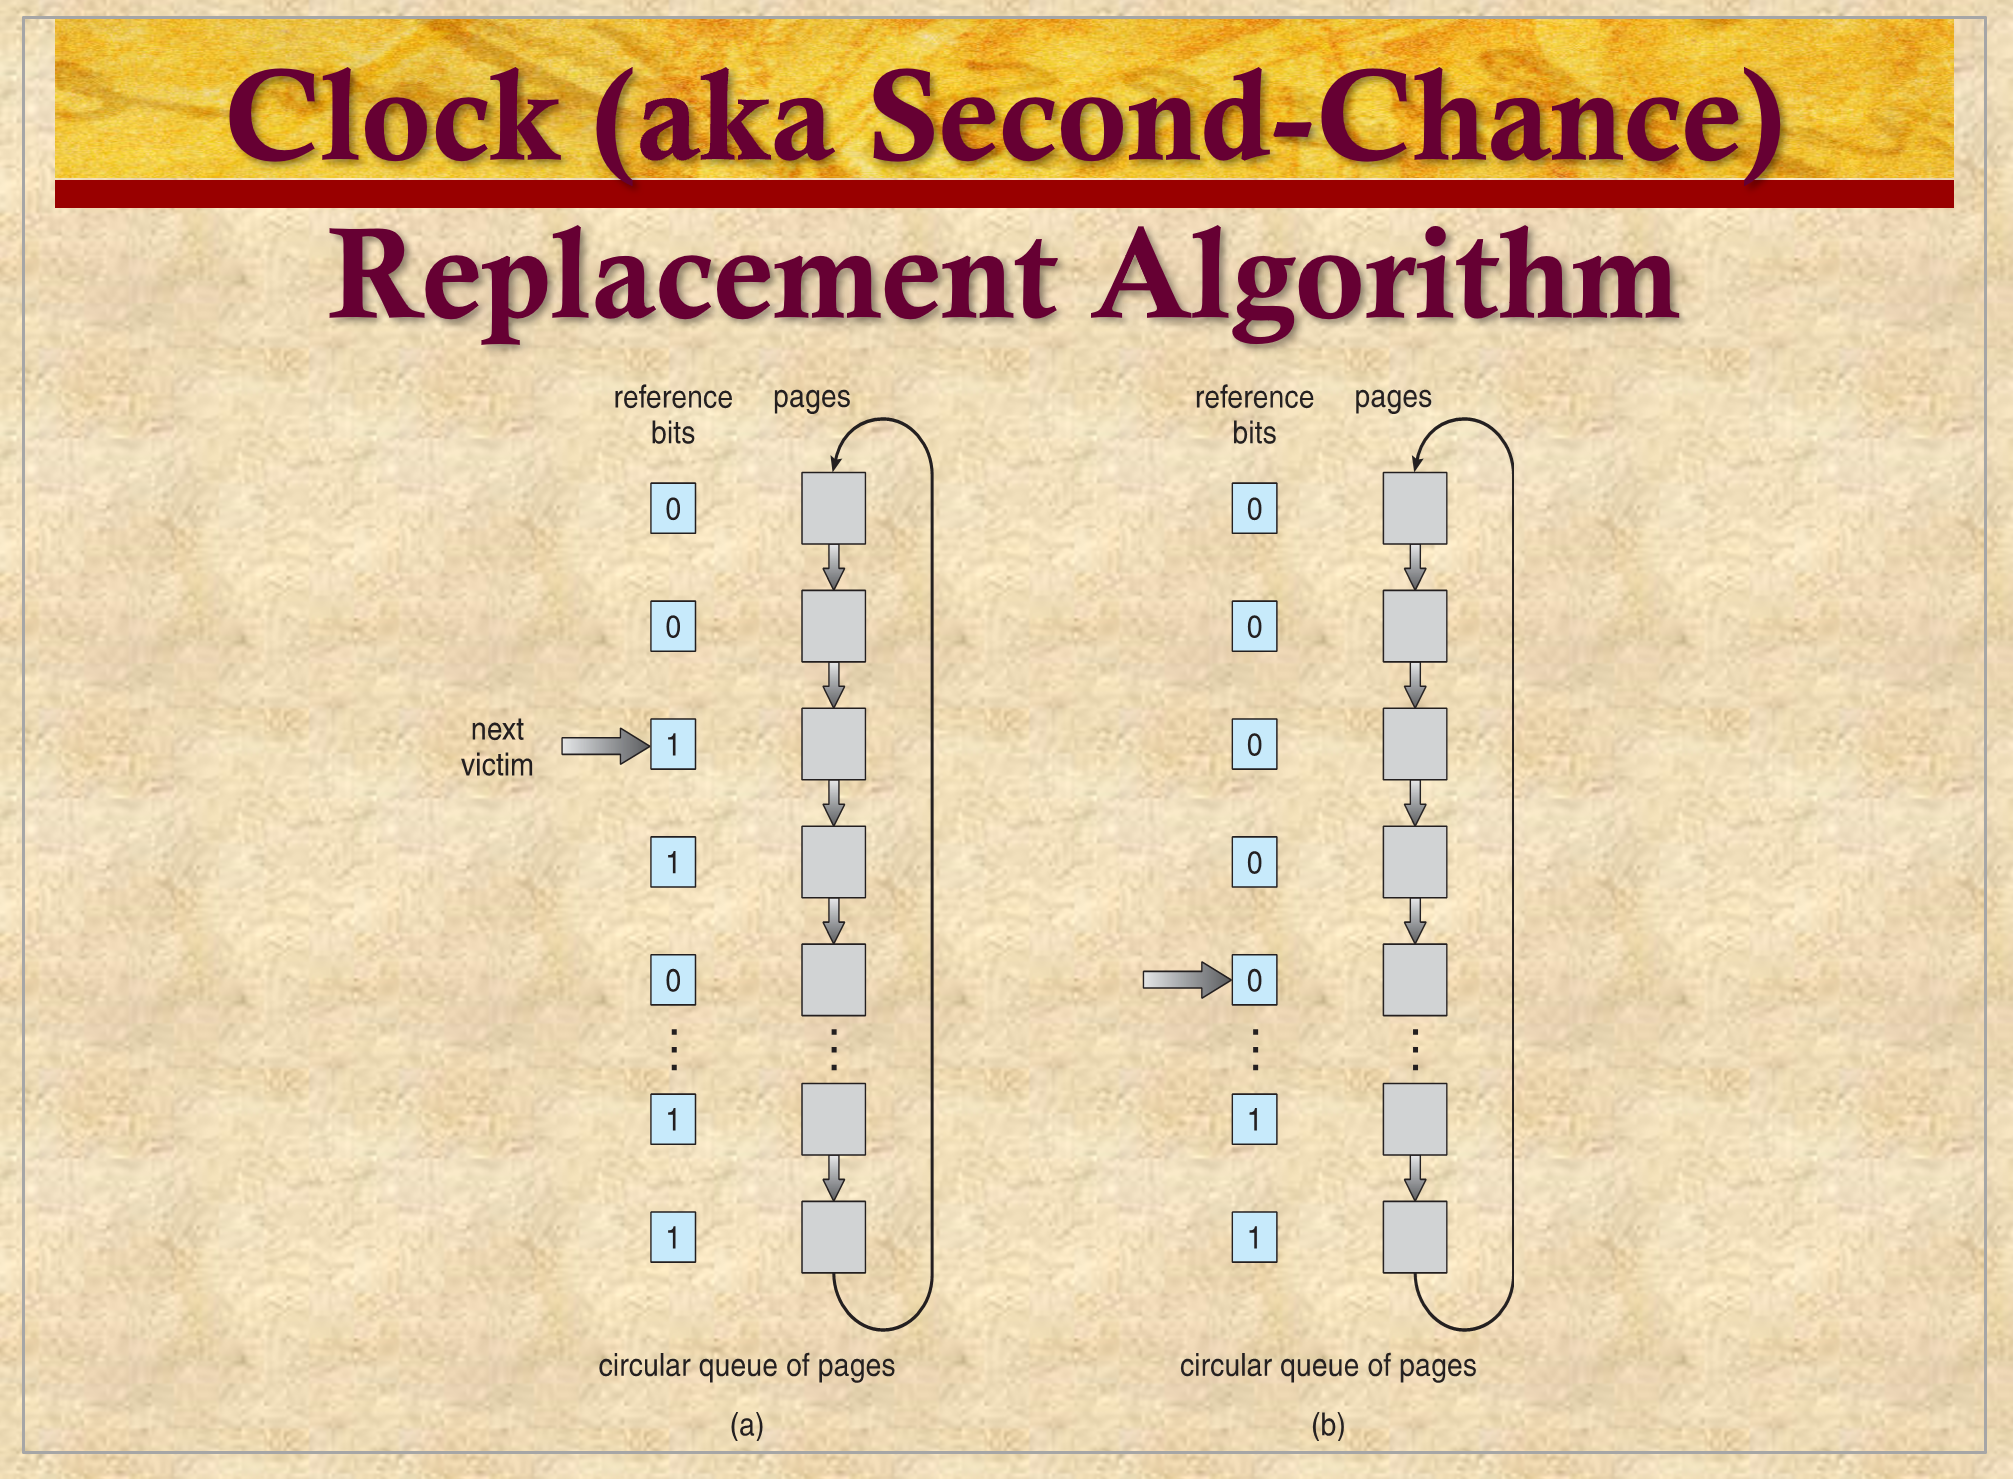 Clock (aka Second-Chance)
Replacement Algorithm
reference bits
pages
0
0
next victim
1
1
0
1
1
circular queue of pages
(a)
reference bits
pages
0
0
0
0
0
1
1
circular queue of pages
(b)